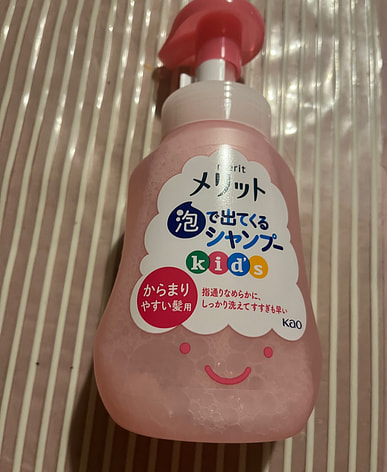 merit
メリット
泡で出てくる
シャンプー
kid's
からまり
やすい髪用
指通りなめらかに、
しっかり洗えてすすぎも早い
Kao